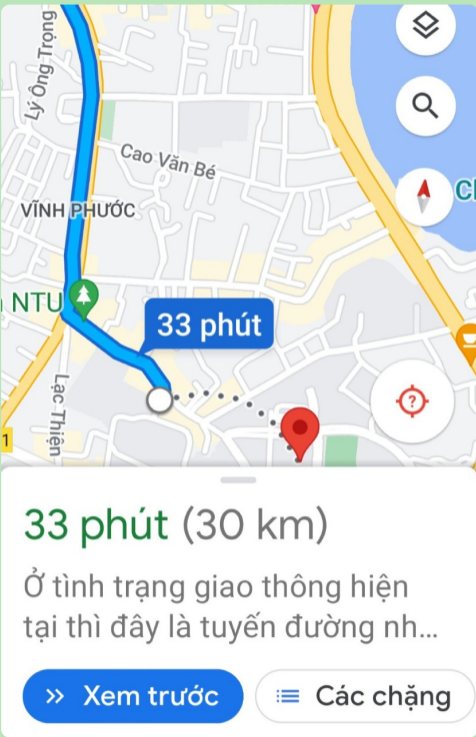 Lý Ông Trọng
Cao Văn Bé
VĨNH PHƯỚC
NTU
33 phút
Lạc Thiện
1
33 phút (30 km)
Ở tình trạng giao thông hiện
tại thì đây là tuyến đường nh...
Xem trước
Các chặng